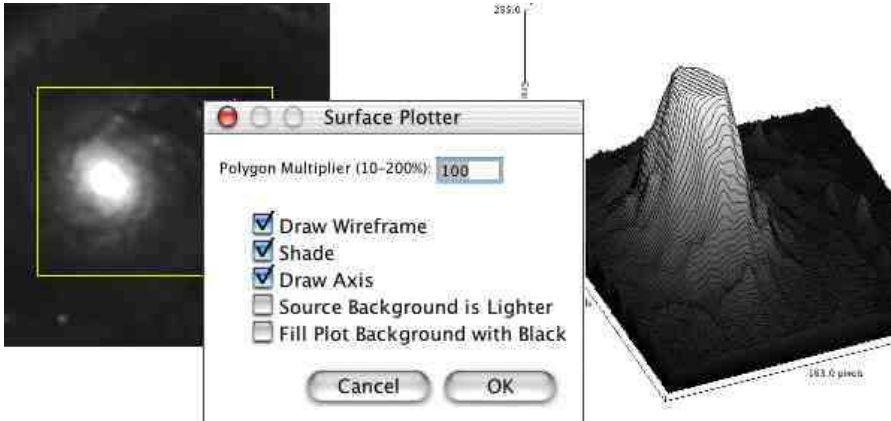 255.0
Surface Plotter
Polygon Multiplier (10-200%): 100
Draw Wireframe
Shade
Draw Axis
Source Background is Lighter
Fill Plot Background with Black
Cancel OK
163.0 pixels